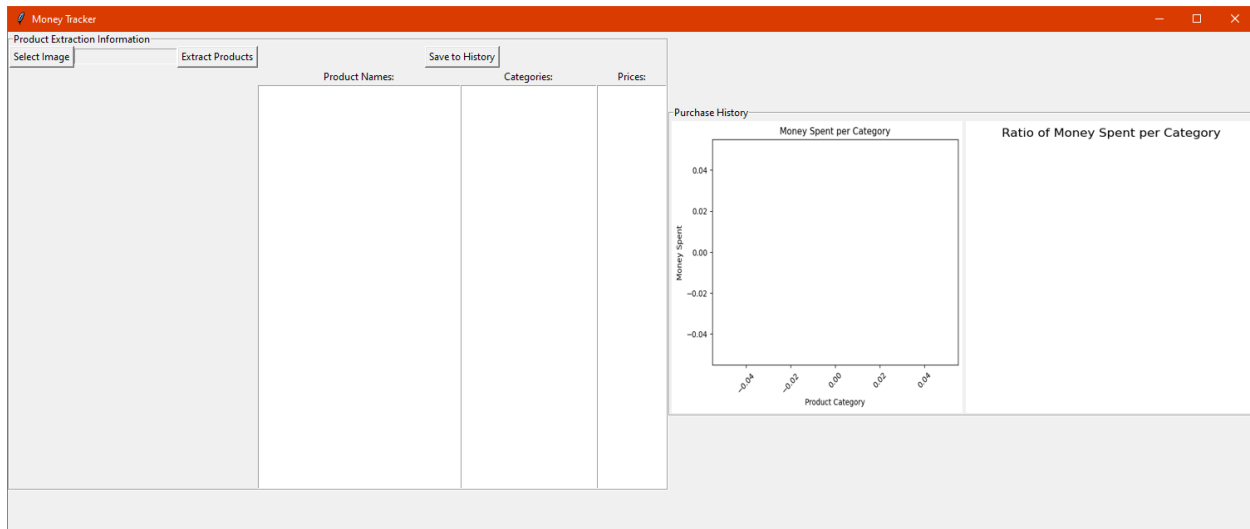 Money Tracker
Product Extraction Information
Select Image
Extract Products
Save to History
Product Names:
Categories:
Prices:
Purchase History
Money Spent per Category
0.04
0.02
0.00
−0.02
−0.04
Money Spent
−0.04
−0.02
0.00
0.02
0.04
Product Category
Ratio of Money Spent per Category